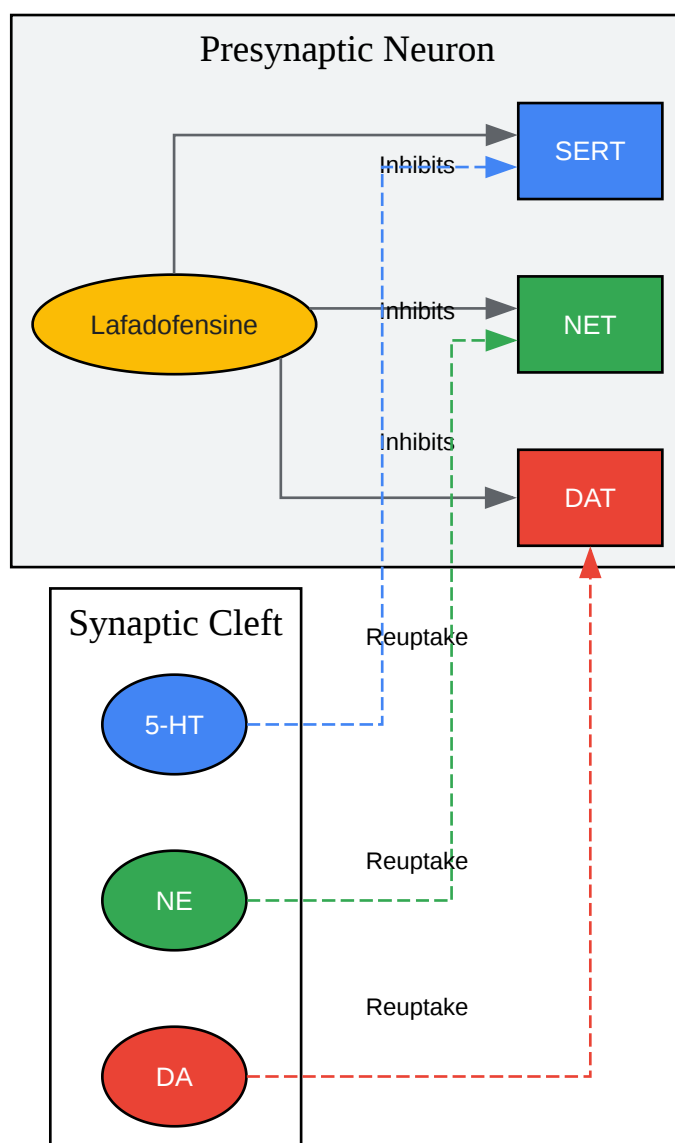 Presynaptic Neuron
SERT
Inhibits
Lafadofensine
Inhibits
NET
Inhibits
DAT
Synaptic Cleft
Reuptake
5-HT
Reuptake
NE
Reuptake
DA